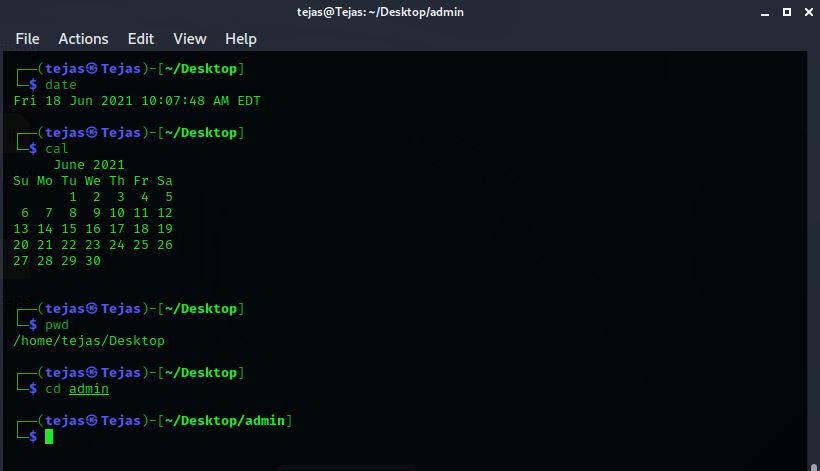 tejas@Tejas: ~/Desktop/admin
File Actions Edit View Help
┌──(tejas㉿Tejas)-[~/Desktop]
└─$ date
Fri 18 Jun 2021 10:07:48 AM EDT
┌──(tejas㉿Tejas)-[~/Desktop]
└─$ cal
     June 2021
Su Mo Tu We Th Fr Sa
       1  2  3  4  5
 6  7  8  9 10 11 12
13 14 15 16 17 18 19
20 21 22 23 24 25 26
27 28 29 30
┌──(tejas㉿Tejas)-[~/Desktop]
└─$ pwd
/home/tejas/Desktop
┌──(tejas㉿Tejas)-[~/Desktop]
└─$ cd admin
┌──(tejas㉿Tejas)-[~/Desktop/admin]
└─$